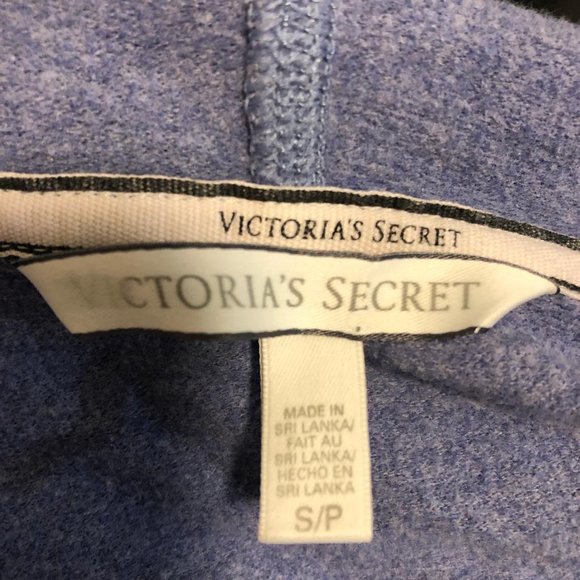 VICTORIA'S SECRET
VICTORIA'S SECRET
MADE IN
SRI LANKA/
FAIT AU
SRI LANKA/
HECHO EN
SRI LANKA
S/P